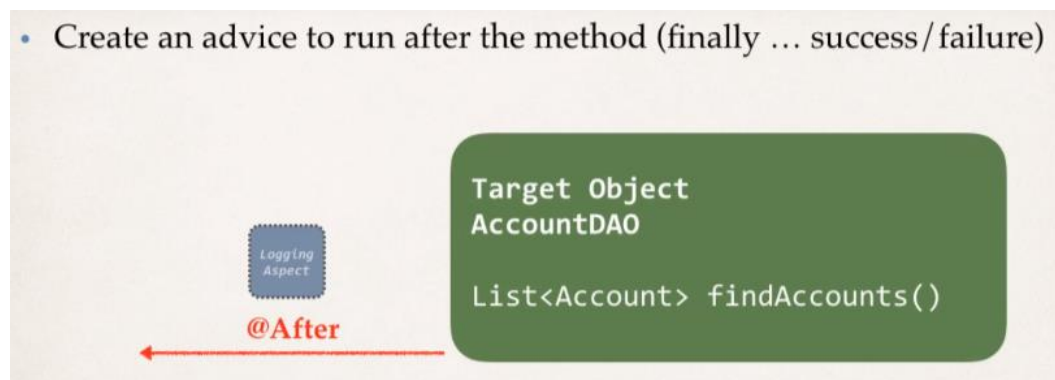 • Create an advice to run after the method (finally … success/failure)
Target Object
AccountDAO
List<Account> findAccounts()
Logging
Aspect
@After